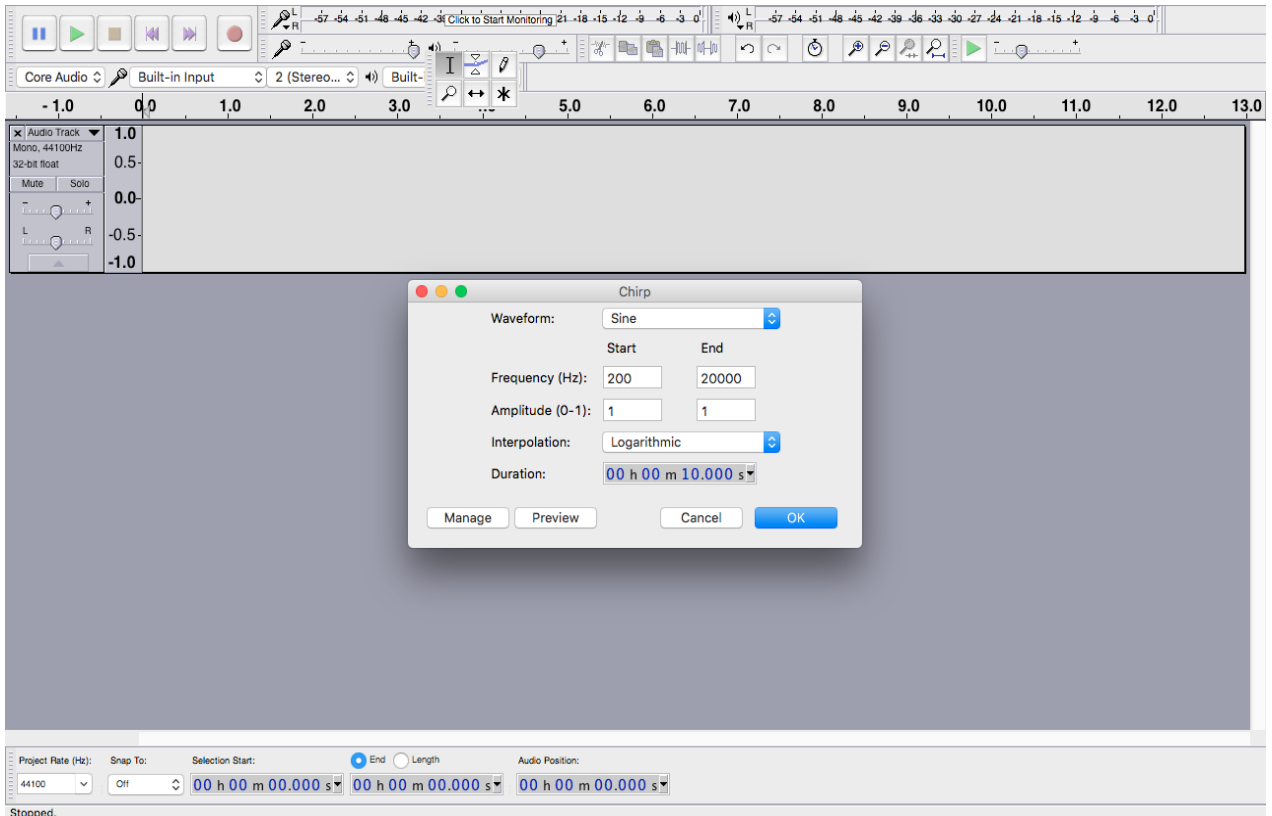 L
R
-57 -54 -51 -48 -45 -42 -3 Click to Start Monitoring 21 -18 -15 -12 -9 -6 -3 0
L
R
-57 -54 -51 -48 -45 -42 -39 -36 -33 -30 -27 -24 -21 -18 -15 -12 -9 -6 -3 0
- + - + - +
Core Audio Built-in Input 2 (Stereo... Built-
- 1.0 0.0 1.0 2.0 3.0 5.0 6.0 7.0 8.0 9.0 10.0 11.0 12.0 13.0
x Audio Track 1.0
Mono, 44100Hz
32-bit float 0.5-
Mute Solo
- + 0.0-
L R -0.5-
-1.0
Chirp
Waveform: Sine
Start End
Frequency (Hz): 200 20000
Amplitude (0-1): 1 1
Interpolation: Logarithmic
Duration: 00 h 00 m 10.000 s
Manage Preview Cancel OK
Project Rate (Hz): Snap To: Selection Start: End Length Audio Position:
44100 Off 00 h 00 m 00.000 s 00 h 00 m 00.000 s 00 h 00 m 00.000 s
Stopped.